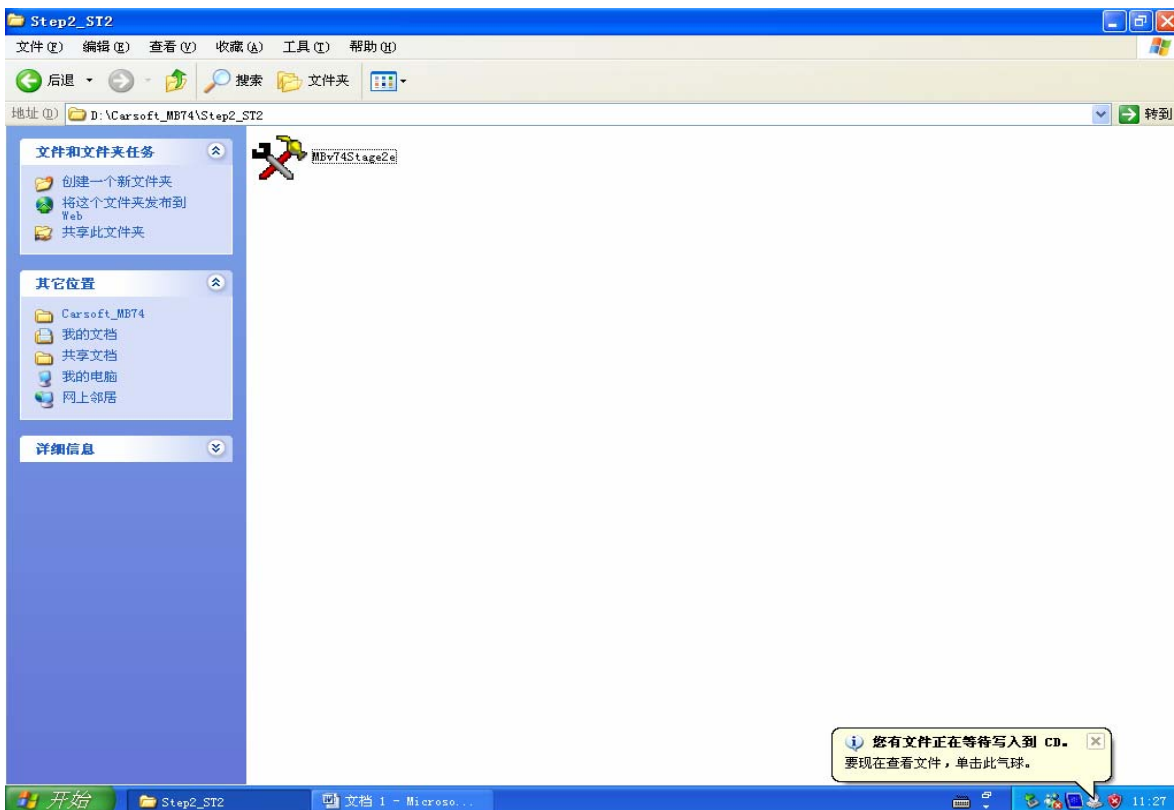 Step2_ST2
文件(F) 编辑(E) 查看(V) 收藏(A) 工具(T) 帮助(H)
后退 搜索 文件夹
地址(D) D:\Carsoft_MB74\Step2_ST2 转到
文件和文件夹任务
创建一个新文件夹
将这个文件夹发布到
Web
共享此文件夹
其它位置
Carsoft_MB74
我的文档
共享文档
我的电脑
网上邻居
详细信息
MBv74Stage2e
您有文件正在等待写入到 CD。
要现在查看文件，单击此气球。
开始 Step2_ST2 文档 1 - Microso... 11:27